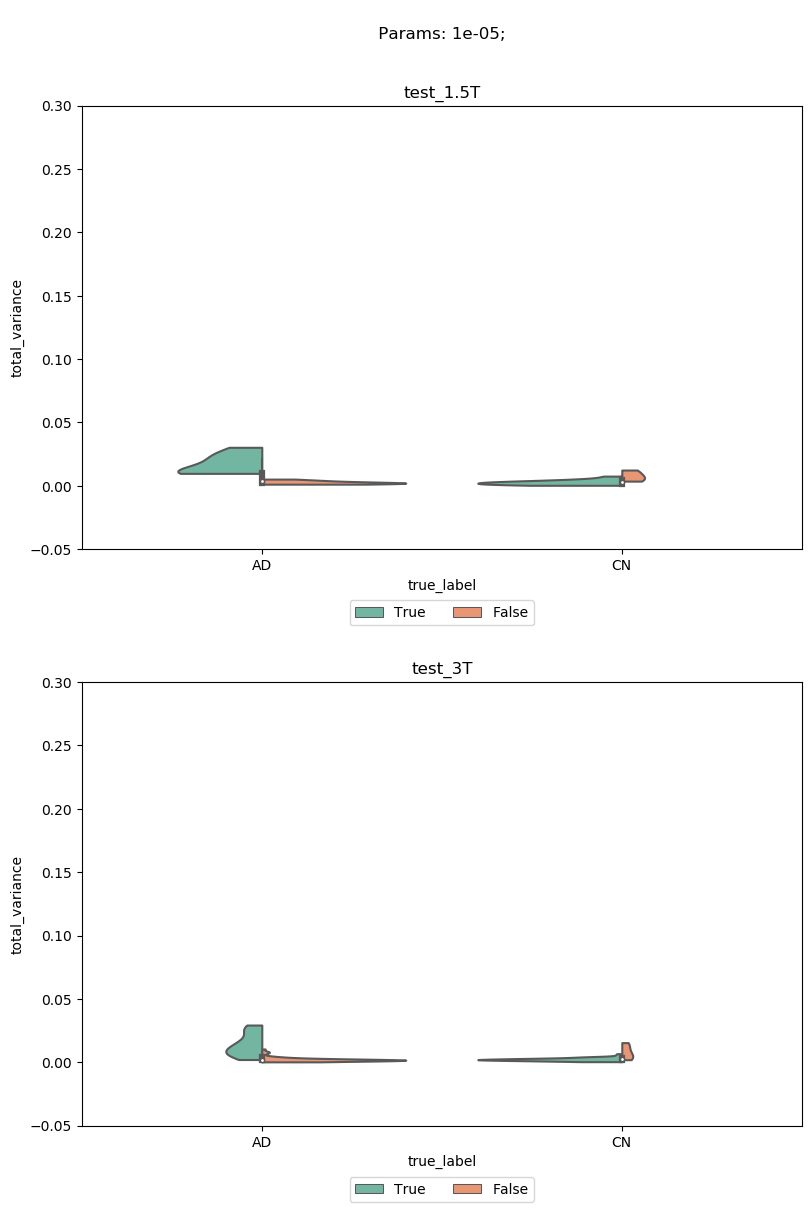 Params: 1e-05;
test_1.5T
0.30
0.25
0.20
0.15
0.10
0.05
0.00
−0.05
total_variance
AD CN
true_label
True False
test_3T
0.30
0.25
0.20
0.15
0.10
0.05
0.00
−0.05
total_variance
AD CN
true_label
True False